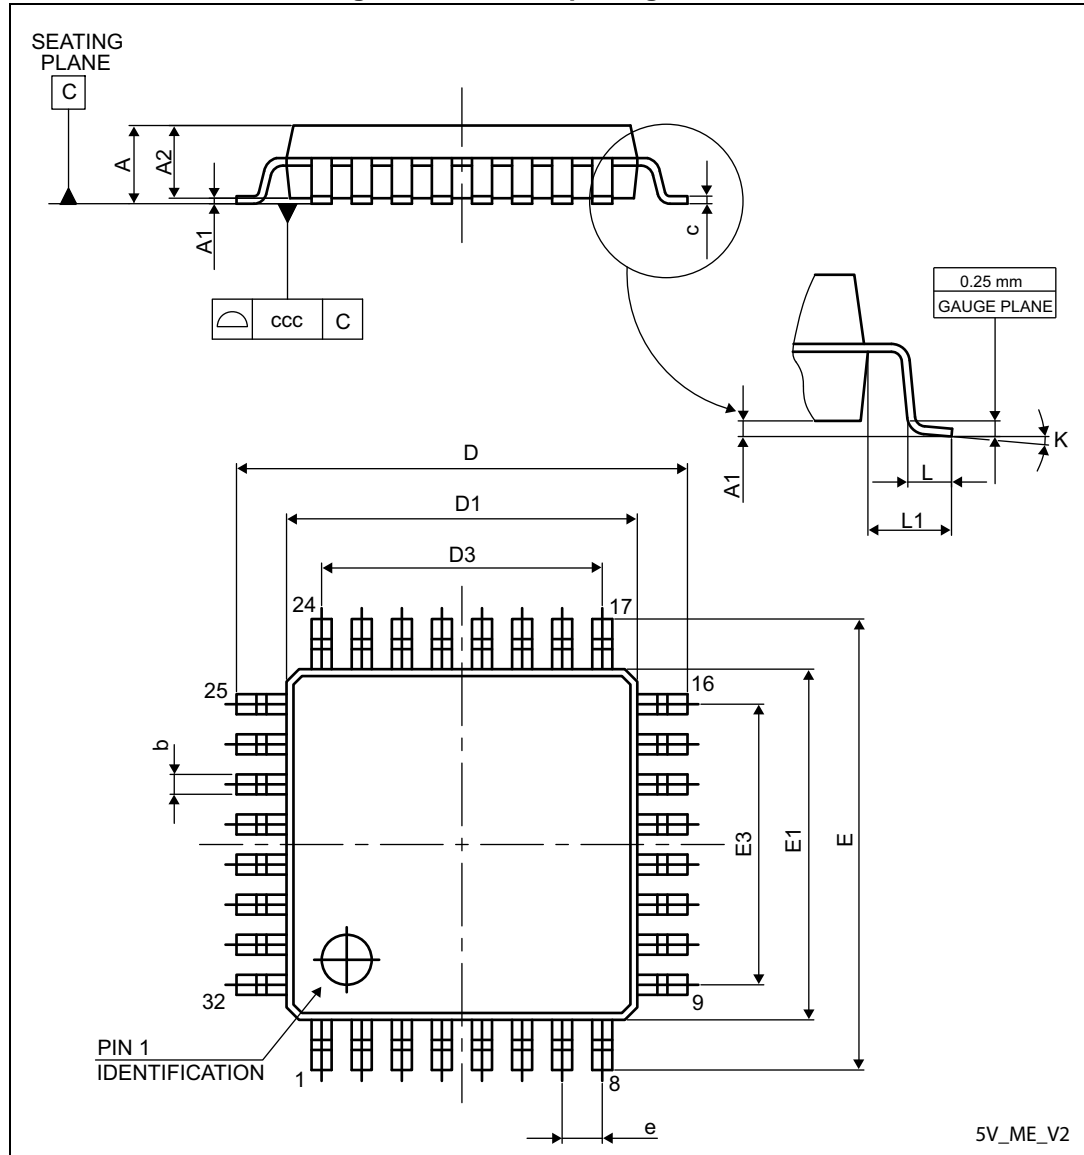 SEATING
PLANE
C
A
A2
A1
c
ccc
C
0.25 mm
GAUGE PLANE
K
A1
L
L1
D
D1
D3
24
17
25
16
b
E3
E1
E
32
9
PIN 1
IDENTIFICATION
1
8
e
5V_ME_V2